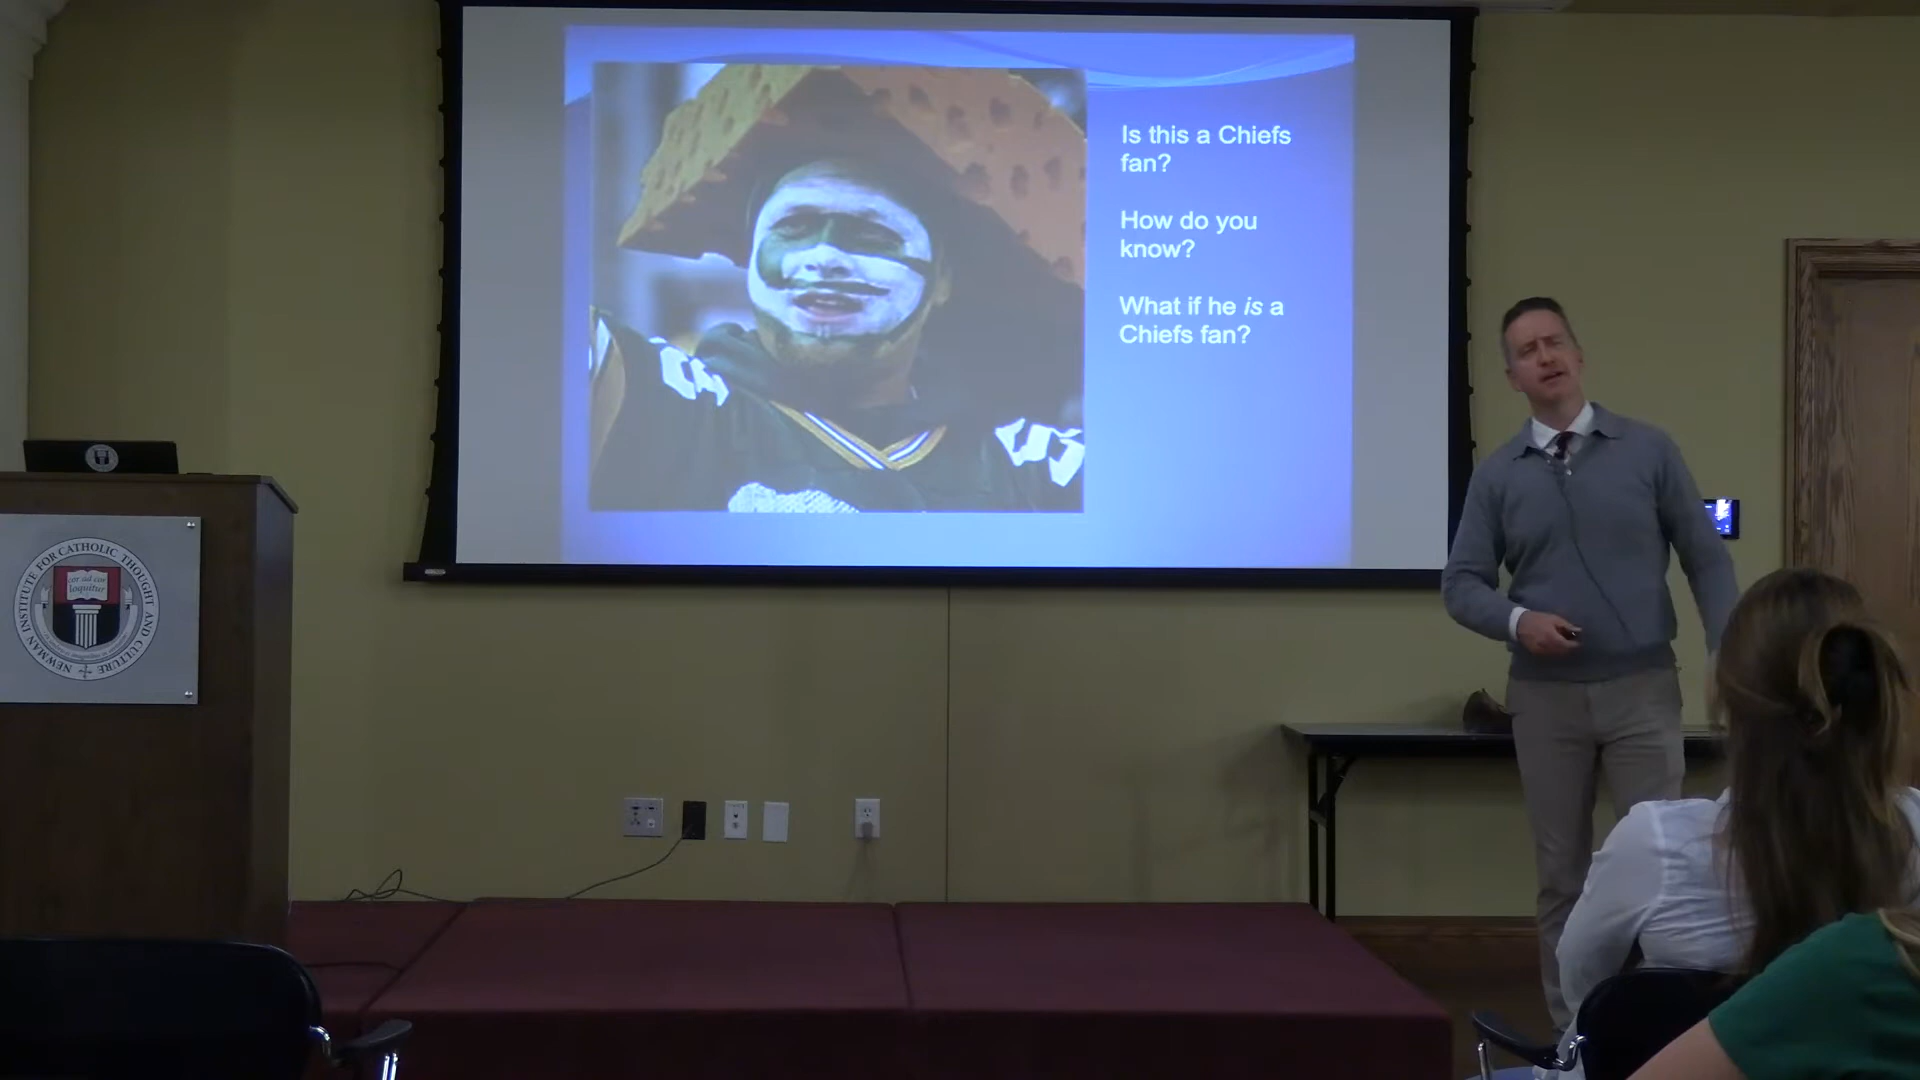 Is this a Chiefs
fan?
How do you
know?
What if he is a
Chiefs fan?
NEWMAN INSTITUTE FOR CATHOLIC THOUGHT AND CULTURE
cor ad cor
loquitur